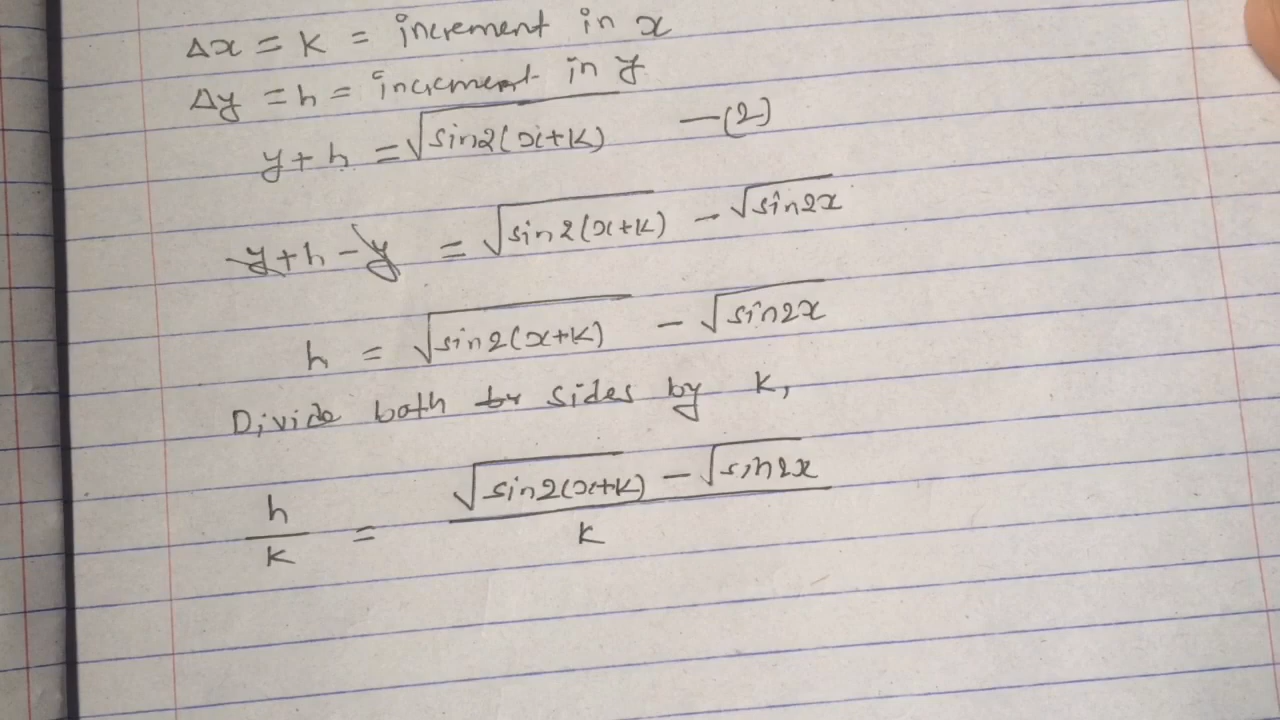 Δx = k = increment in x
Δy = h = increment in y
y + h = √sin2(x+k) —(2)
y+h-y = √sin2(x+k) - √sin2x
h = √sin2(x+k) - √sin2x
Divide both sides by k,
h/k = (√sin2(x+k) - √sin2x)/k